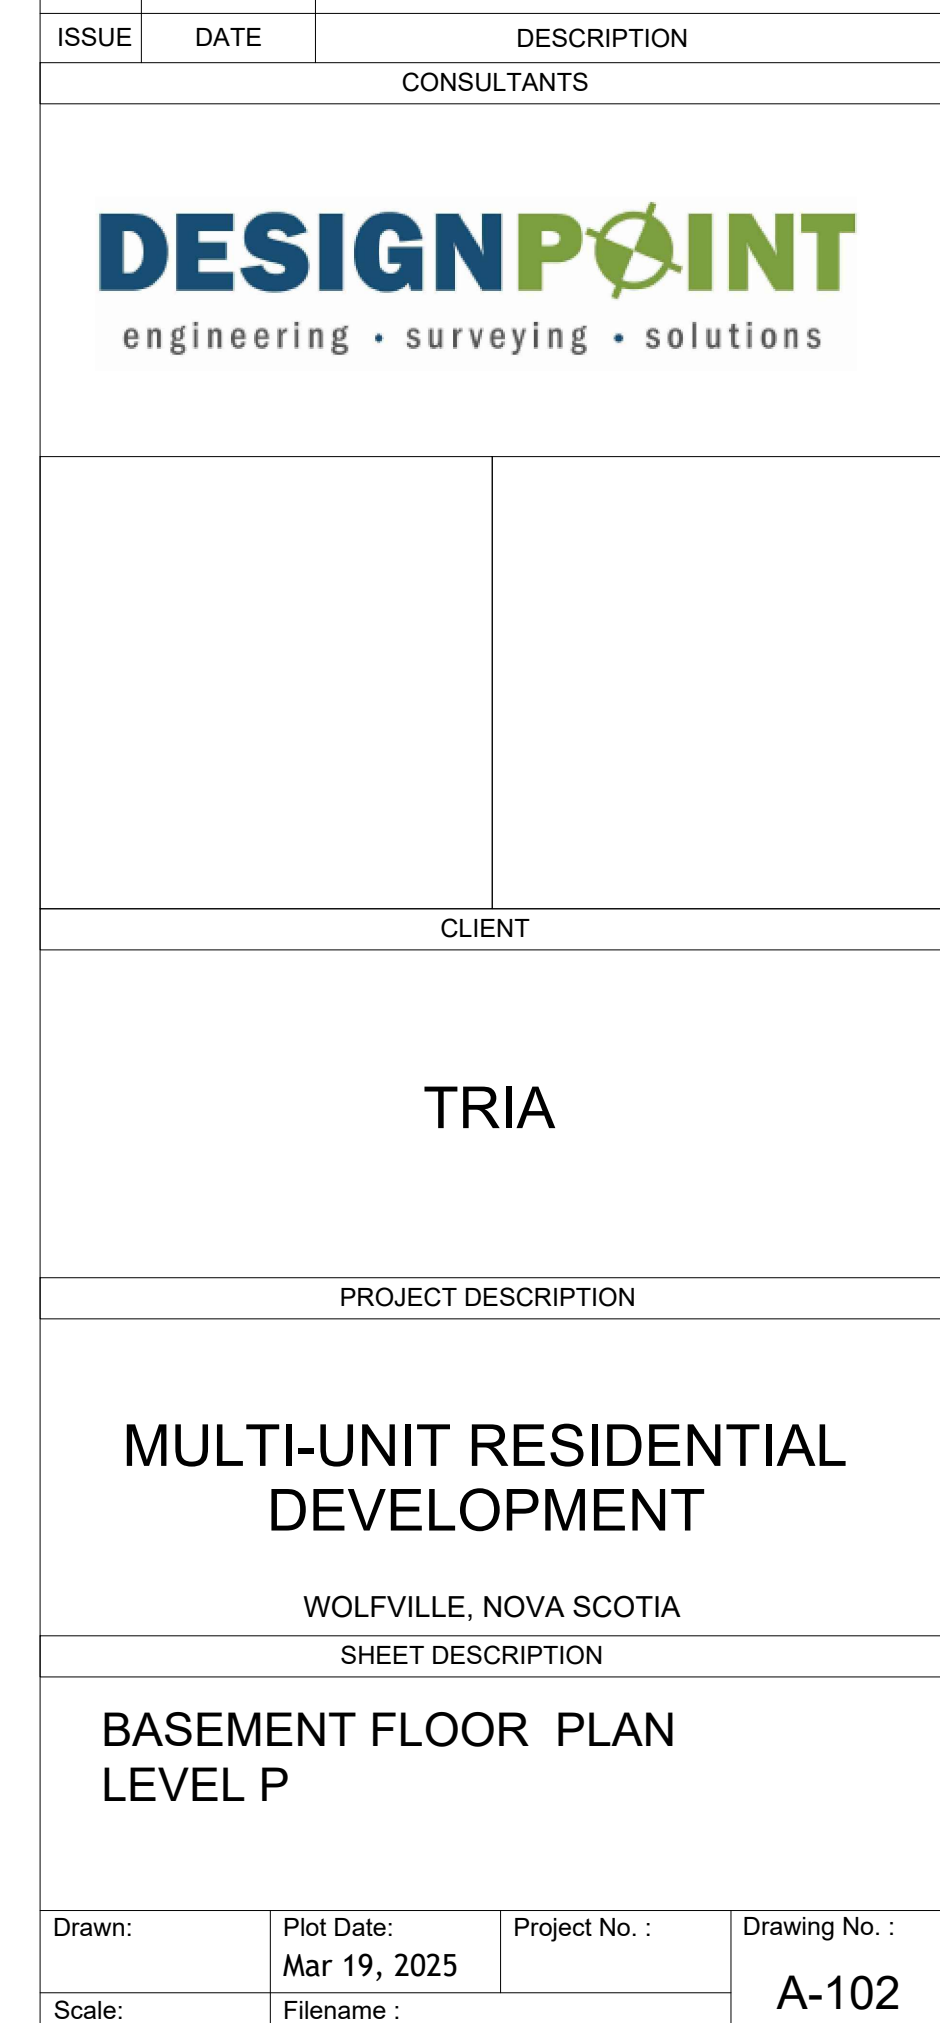 ISSUE DATE DESCRIPTION
CONSULTANTS
DESIGNPOINT
engineering • surveying • solutions
CLIENT
TRIA
PROJECT DESCRIPTION
MULTI-UNIT RESIDENTIAL
DEVELOPMENT
WOLFVILLE, NOVA SCOTIA
SHEET DESCRIPTION
BASEMENT FLOOR PLAN
LEVEL P
Drawn: Plot Date: Project No. : Drawing No. :
Mar 19, 2025
A-102
Scale: Filename :